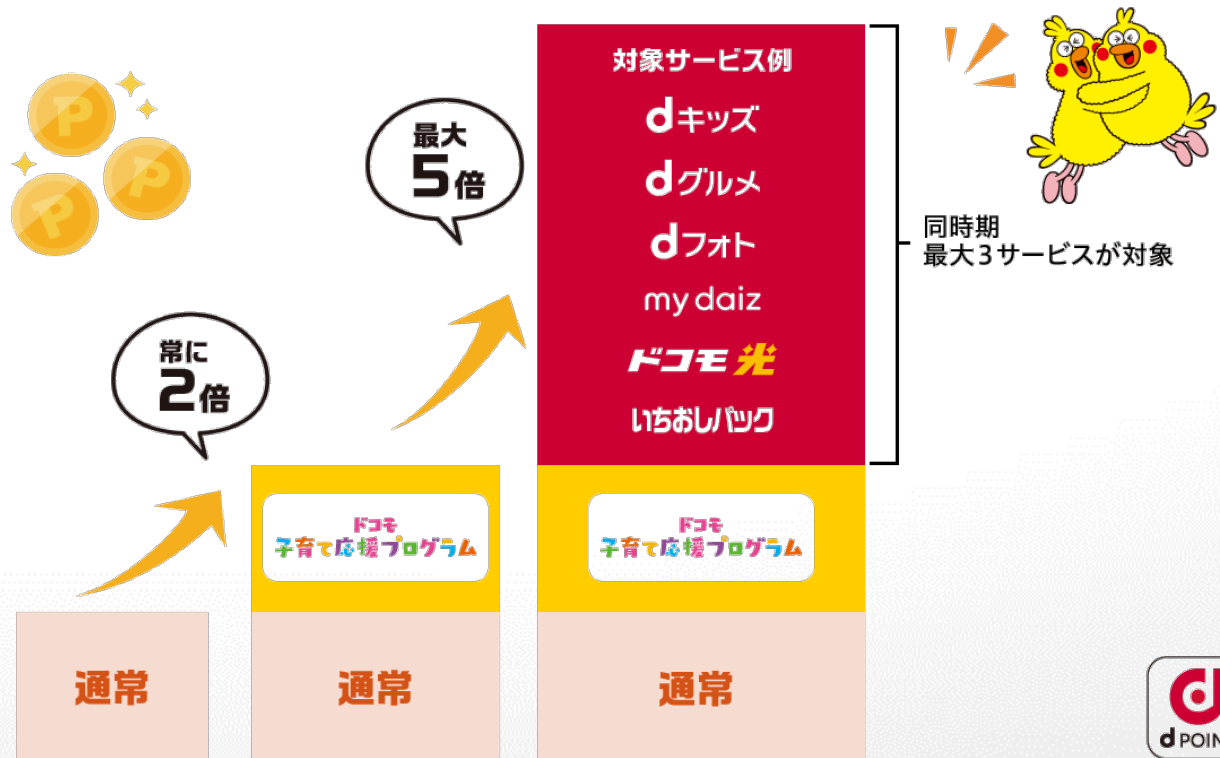 対象サービス例
dキッズ
dグルメ
dフォト
my daiz
ドコモ光
いちおしパック
同時期
最大3サービスが対象
最大
5倍
常に
2倍
P
P
P
ドコモ
子育て応援プログラム
ドコモ
子育て応援プログラム
通常
通常
通常
d
d POIN